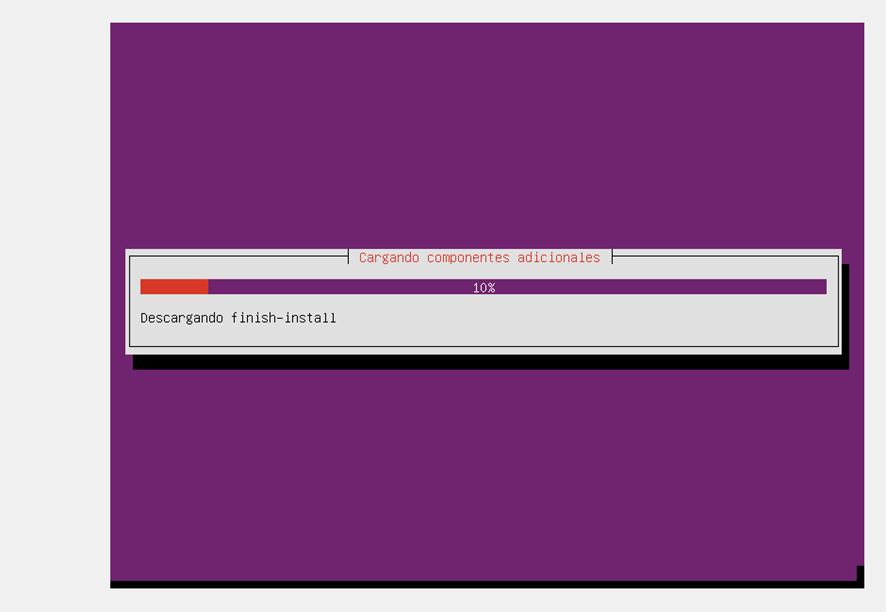 Cargando componentes adicionales
10%
Descargando finish-install